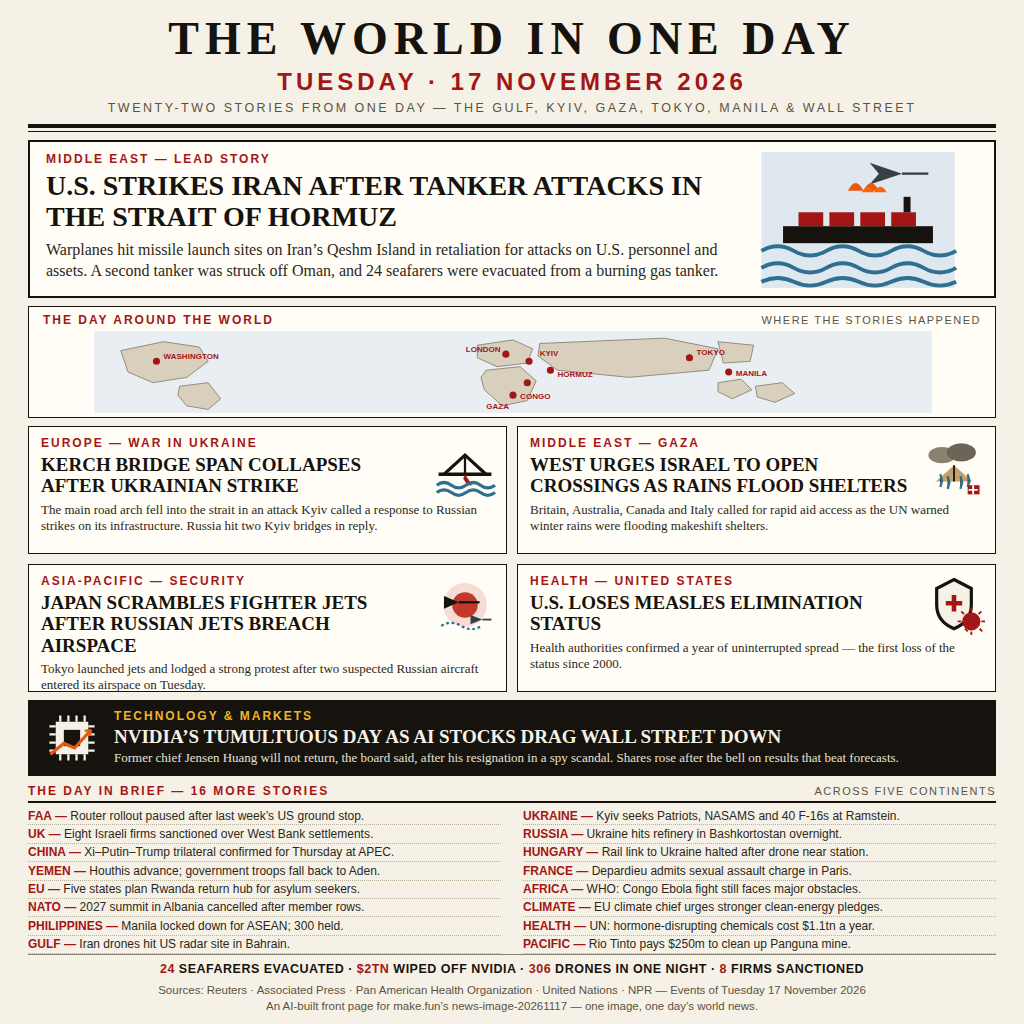 THE WORLD IN ONE DAY
TUESDAY · 17 NOVEMBER 2026
TWENTY-TWO STORIES FROM ONE DAY — THE GULF, KYIV, GAZA, TOKYO, MANILA & WALL STREET
MIDDLE EAST — LEAD STORY
U.S. STRIKES IRAN AFTER TANKER ATTACKS IN
THE STRAIT OF HORMUZ
Warplanes hit missile launch sites on Iran’s Qeshm Island in retaliation for attacks on U.S. personnel and
assets. A second tanker was struck off Oman, and 24 seafarers were evacuated from a burning gas tanker.
THE DAY AROUND THE WORLD
WHERE THE STORIES HAPPENED
WASHINGTON
LONDON
KYIV
TOKYO
HORMUZ
MANILA
CONGO
GAZA
EUROPE — WAR IN UKRAINE
KERCH BRIDGE SPAN COLLAPSES
AFTER UKRAINIAN STRIKE
The main road arch fell into the strait in an attack Kyiv called a response to Russian
strikes on its infrastructure. Russia hit two Kyiv bridges in reply.
MIDDLE EAST — GAZA
WEST URGES ISRAEL TO OPEN
CROSSINGS AS RAINS FLOOD SHELTERS
Britain, Australia, Canada and Italy called for rapid aid access as the UN warned
winter rains were flooding makeshift shelters.
ASIA-PACIFIC — SECURITY
JAPAN SCRAMBLES FIGHTER JETS
AFTER RUSSIAN JETS BREACH
AIRSPACE
Tokyo launched jets and lodged a strong protest after two suspected Russian aircraft
entered its airspace on Tuesday.
HEALTH — UNITED STATES
U.S. LOSES MEASLES ELIMINATION
STATUS
Health authorities confirmed a year of uninterrupted spread — the first loss of the
status since 2000.
TECHNOLOGY & MARKETS
NVIDIA’S TUMULTUOUS DAY AS AI STOCKS DRAG WALL STREET DOWN
Former chief Jensen Huang will not return, the board said, after his resignation in a spy scandal. Shares rose after the bell on results that beat forecasts.
THE DAY IN BRIEF — 16 MORE STORIES
ACROSS FIVE CONTINENTS
FAA — Router rollout paused after last week’s US ground stop.
UK — Eight Israeli firms sanctioned over West Bank settlements.
CHINA — Xi–Putin–Trump trilateral confirmed for Thursday at APEC.
YEMEN — Houthis advance; government troops fall back to Aden.
EU — Five states plan Rwanda return hub for asylum seekers.
NATO — 2027 summit in Albania cancelled after member rows.
PHILIPPINES — Manila locked down for ASEAN; 300 held.
GULF — Iran drones hit US radar site in Bahrain.
UKRAINE — Kyiv seeks Patriots, NASAMS and 40 F-16s at Ramstein.
RUSSIA — Ukraine hits refinery in Bashkortostan overnight.
HUNGARY — Rail link to Ukraine halted after drone near station.
FRANCE — Depardieu admits sexual assault charge in Paris.
AFRICA — WHO: Congo Ebola fight still faces major obstacles.
CLIMATE — EU climate chief urges stronger clean-energy pledges.
HEALTH — UN: hormone-disrupting chemicals cost $1.1tn a year.
PACIFIC — Rio Tinto pays $250m to clean up Panguna mine.
24 SEAFARERS EVACUATED · $2TN WIPED OFF NVIDIA · 306 DRONES IN ONE NIGHT · 8 FIRMS SANCTIONED
Sources: Reuters · Associated Press · Pan American Health Organization · United Nations · NPR — Events of Tuesday 17 November 2026
An AI-built front page for make.fun’s news-image-20261117 — one image, one day’s world news.